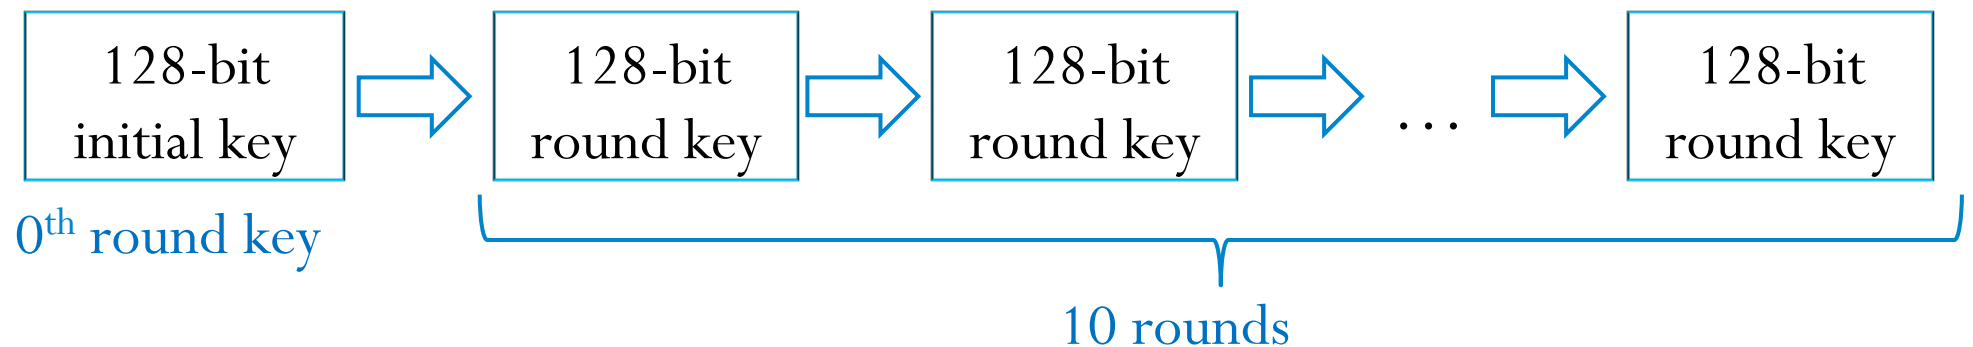 128-bit
initial key
128-bit
round key
128-bit
round key
...
128-bit
round key
0th round key
10 rounds